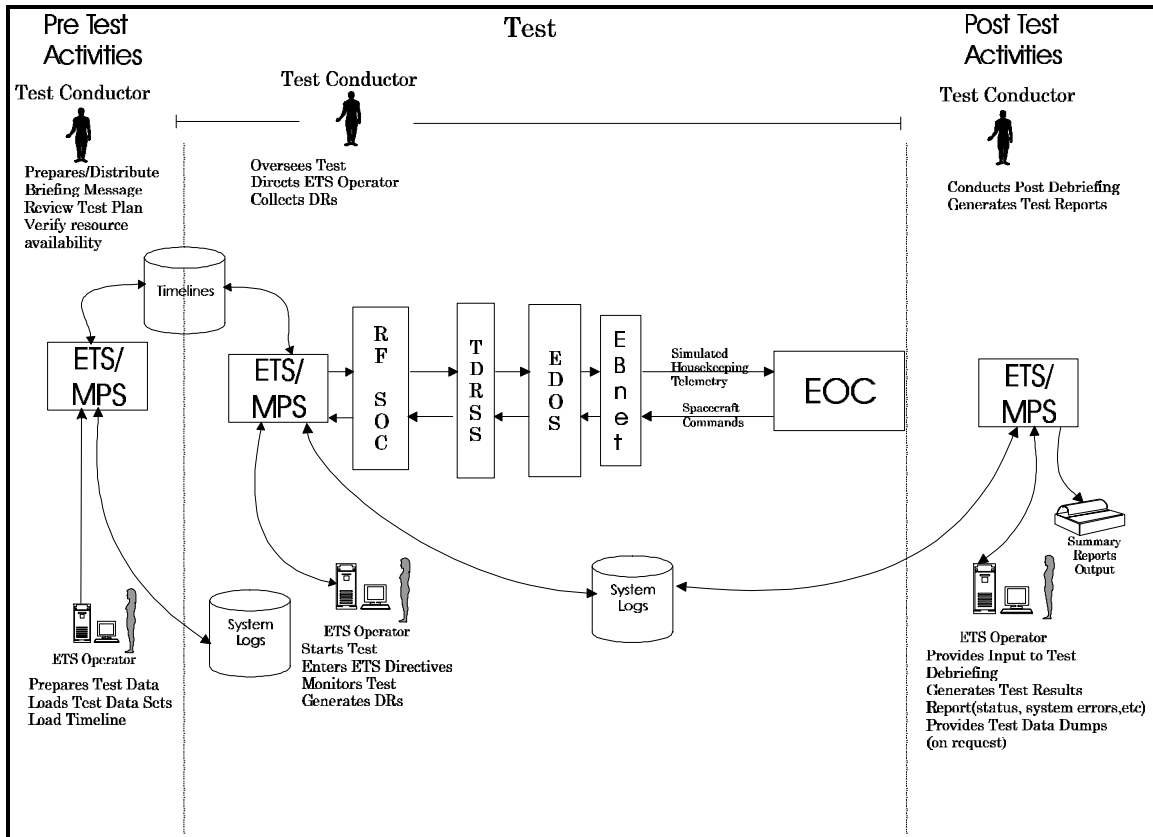 Pre Test
Activities
Test
Post Test
Activities
Test Conductor
Prepares/Distribute
Briefing Message
Review Test Plan
Verify resource
availability
Test Conductor
Oversees Test
Directs ETS Operator
Collects DRs
Test Conductor
Conducts Post Debriefing
Generates Test Reports
Timelines
ETS/
MPS
ETS/
MPS
RF SOC
TDRSS
EDOS
EBnet
Simulated
Housekeeping
Telemetry
Spacecraft
Commands
EOC
ETS/
MPS
Summary
Reports
Output
ETS Operator
Prepares Test Data
Loads Test Data Sets
Load Timeline
System
Logs
ETS Operator
Starts Test
Enters ETS Directives
Monitors Test
Generates DRs
System
Logs
ETS Operator
Provides Input to Test
Debriefing
Generates Test Results
Report(status, system errors,etc)
Provides Test Data Dumps
(on request)